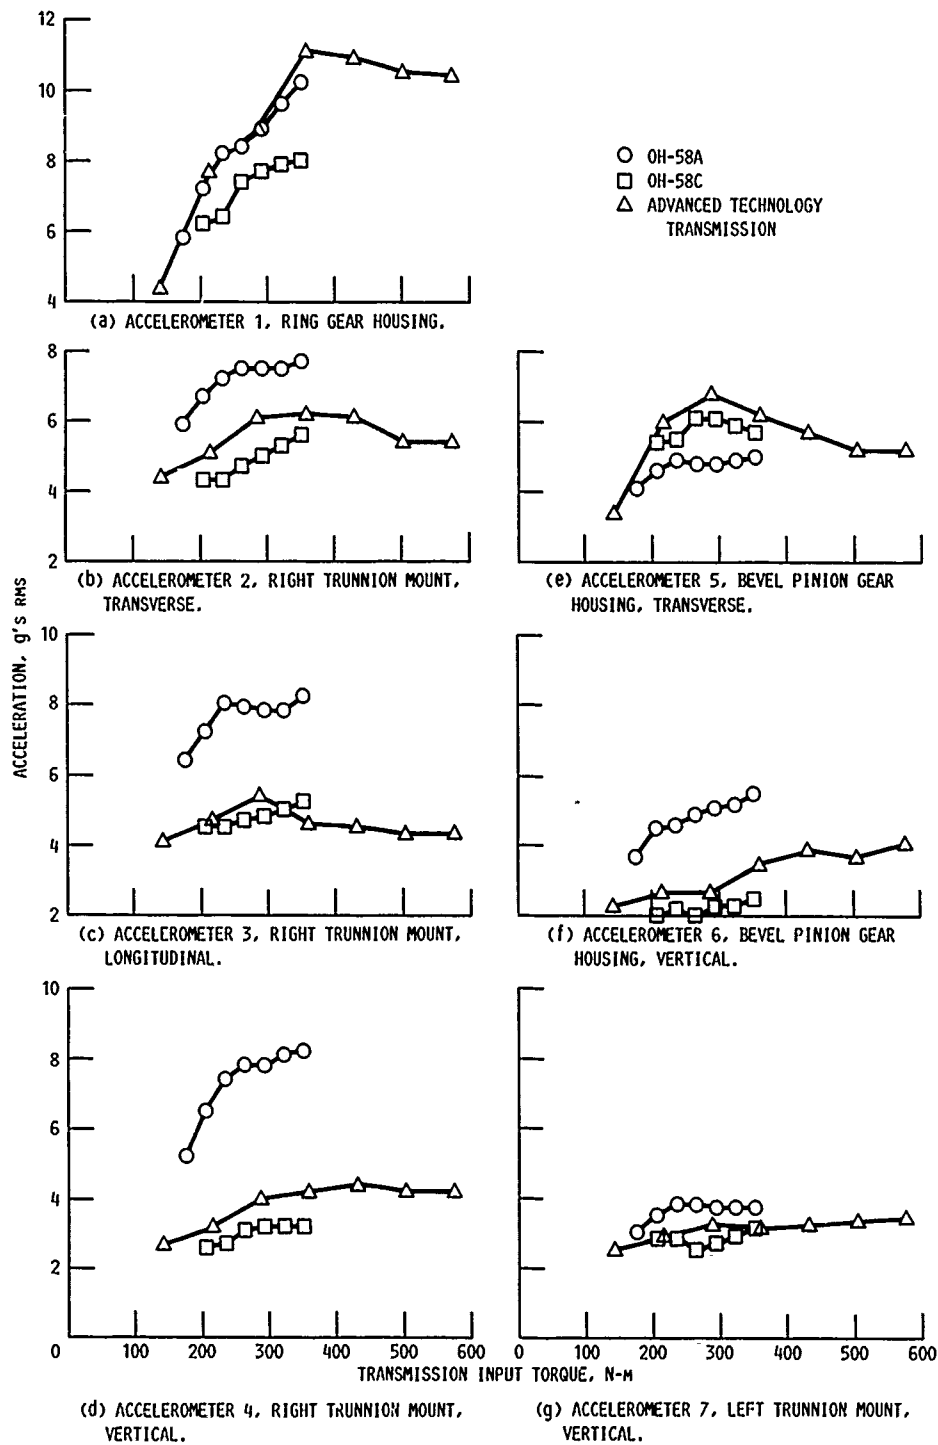 12
10
8
6
4
OH-58A
OH-58C
ADVANCED TECHNOLOGY
TRANSMISSION
(a) ACCELEROMETER 1, RING GEAR HOUSING.
8
6
4
2
(b) ACCELEROMETER 2, RIGHT TRUNNION MOUNT,
TRANSVERSE.
(e) ACCELEROMETER 5, BEVEL PINION GEAR
HOUSING, TRANSVERSE.
ACCELERATION, g'S RMS
10
8
6
4
2
(c) ACCELEROMETER 3, RIGHT TRUNNION MOUNT,
LONGITUDINAL.
(f) ACCELEROMETER 6, BEVEL PINION GEAR
HOUSING, VERTICAL.
10
8
6
4
2
0
0 200 300 400 500 600
0 100 200 300 400 500 600
TRANSMISSION INPUT TORQUE, N-M
(d) ACCELEROMETER 4, RIGHT TRUNNION MOUNT,
VERTICAL.
(g) ACCELEROMETER 7, LEFT TRUNNION MOUNT,
VERTICAL.